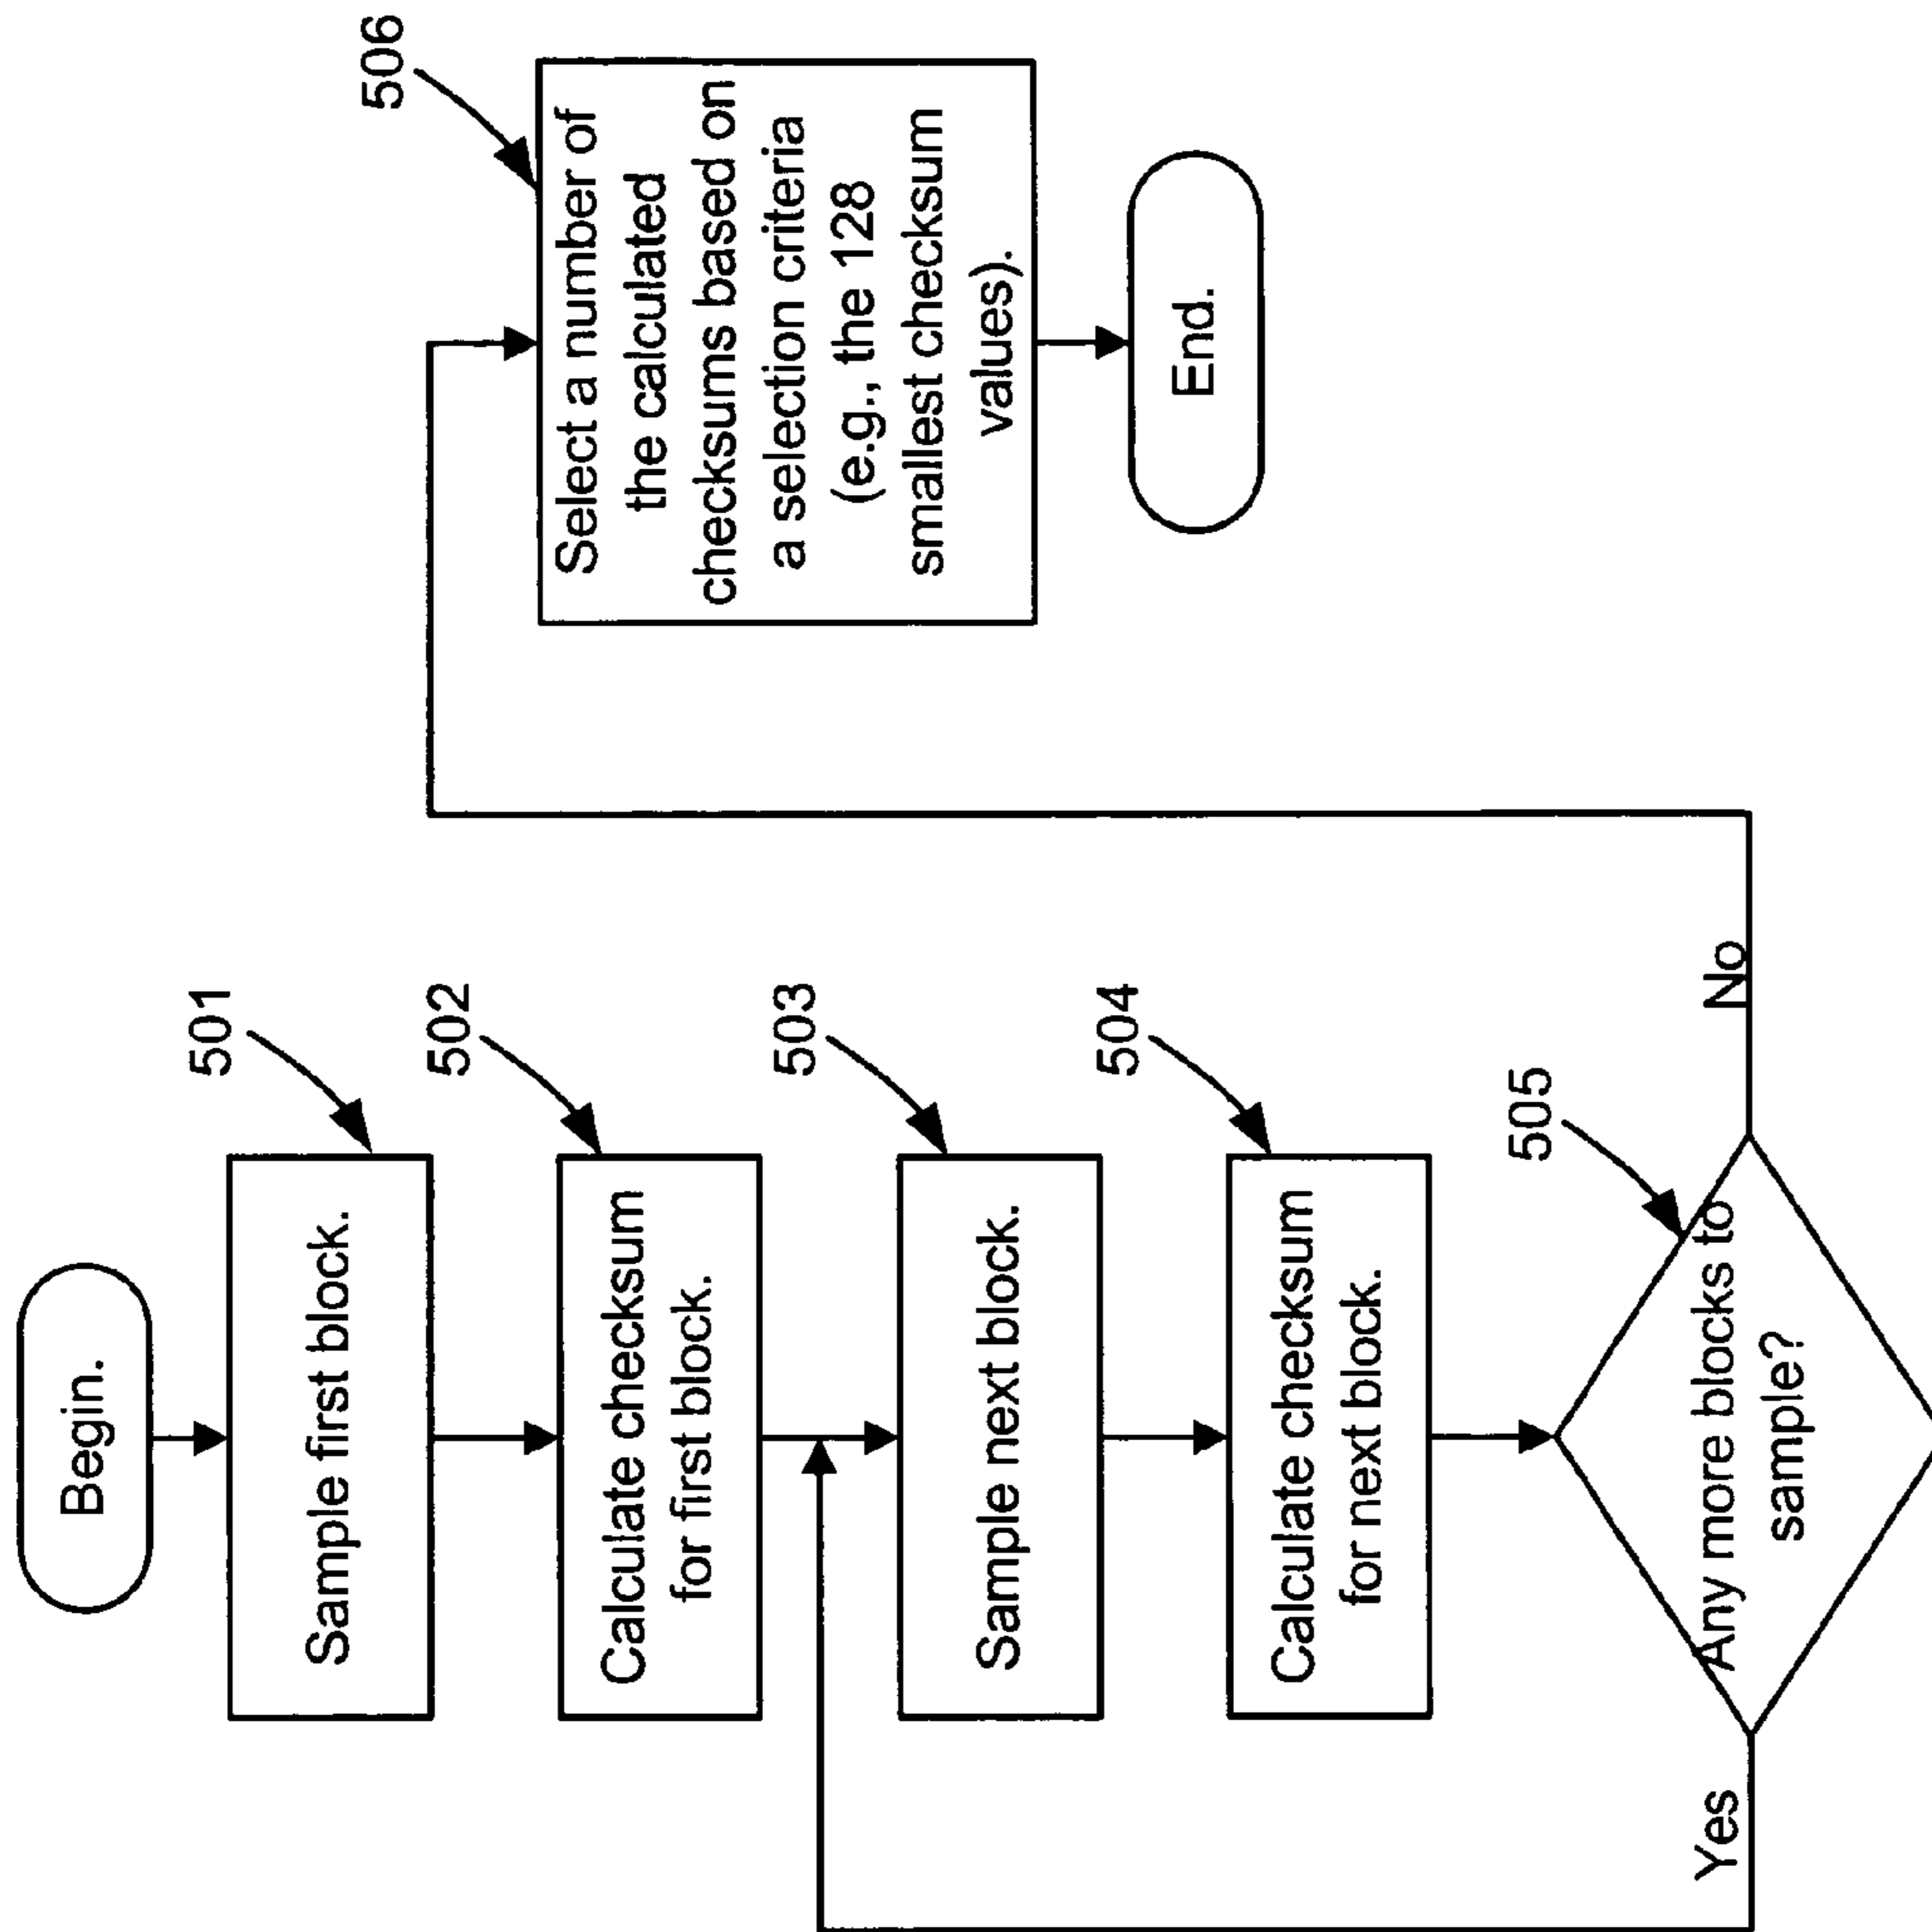 Begin.
501
Sample first block.
502
Calculate checksum
for first block.
503
Sample next block.
504
Calculate checksum
for next block.
505
Any more blocks to
sample?
Yes
No
506
Select a number of
the calculated
checksums based on
a selection criteria
(e.g., the 128
smallest checksum
values).
End.